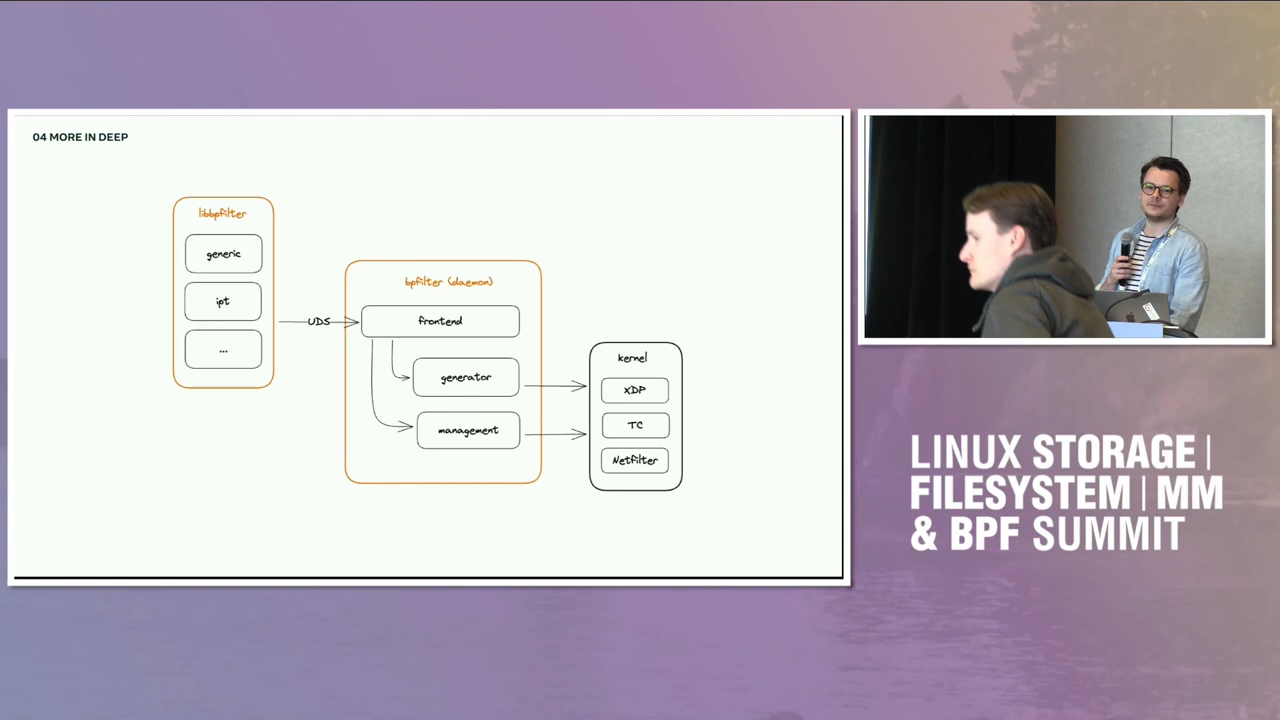 04 MORE IN DEEP
libbpfilter
generic
ipt
...
UDS
bpfilter (daemon)
frontend
generator
management
kernel
XDP
TC
Netfilter
LINUX STORAGE |
FILESYSTEM | MM
& BPF SUMMIT